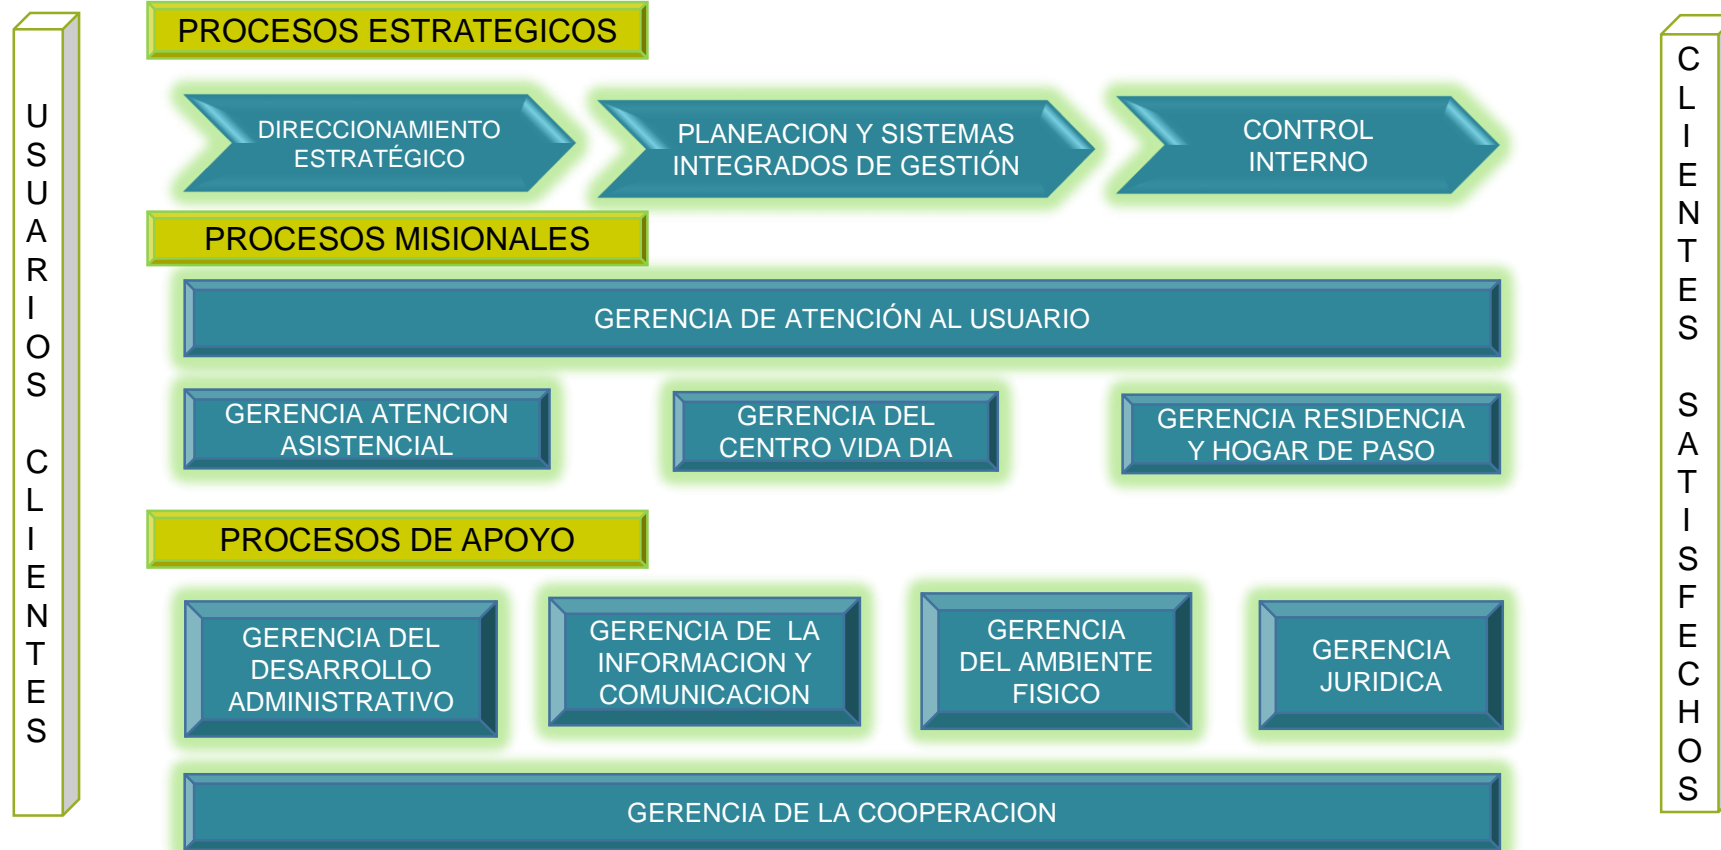 USUARIOS CLIENTES
PROCESOS ESTRATEGICOS
DIRECCIONAMIENTO
ESTRATÉGICO
PLANEACION Y SISTEMAS
INTEGRADOS DE GESTIÓN
CONTROL
INTERNO
PROCESOS MISIONALES
GERENCIA DE ATENCIÓN AL USUARIO
GERENCIA ATENCION
ASISTENCIAL
GERENCIA DEL
CENTRO VIDA DIA
GERENCIA RESIDENCIA
Y HOGAR DE PASO
PROCESOS DE APOYO
GERENCIA DEL
DESARROLLO
ADMINISTRATIVO
GERENCIA DE LA
INFORMACION Y
COMUNICACION
GERENCIA
DEL AMBIENTE
FISICO
GERENCIA
JURIDICA
GERENCIA DE LA COOPERACION
CLIENTES SATISFECHOS